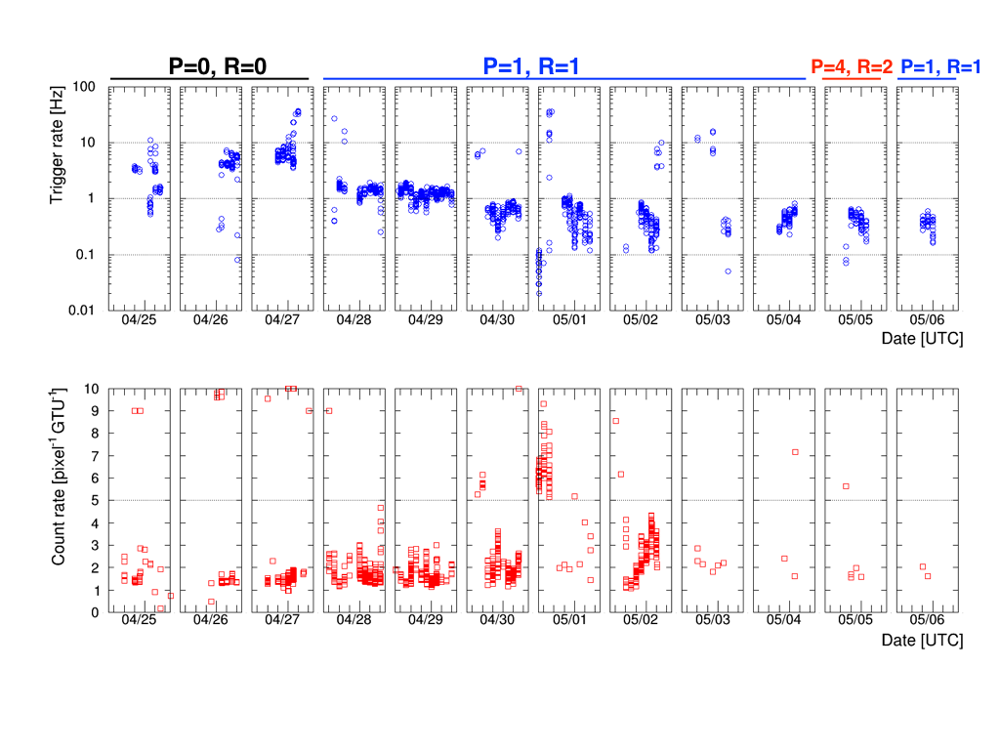 P=0, R=0 P=1, R=1 P=4, R=2 P=1, R=1
Trigger rate [Hz]
100
10
1
0.1
0.01
04/25 04/26 04/27 04/28 04/29 04/30 05/01 05/02 05/03 05/04 05/05 05/06
Date [UTC]
Count rate [pixel⁻¹ GTU⁻¹]
10
9
8
7
6
5
4
3
2
1
0
04/25 04/26 04/27 04/28 04/29 04/30 05/01 05/02 05/03 05/04 05/05 05/06
Date [UTC]